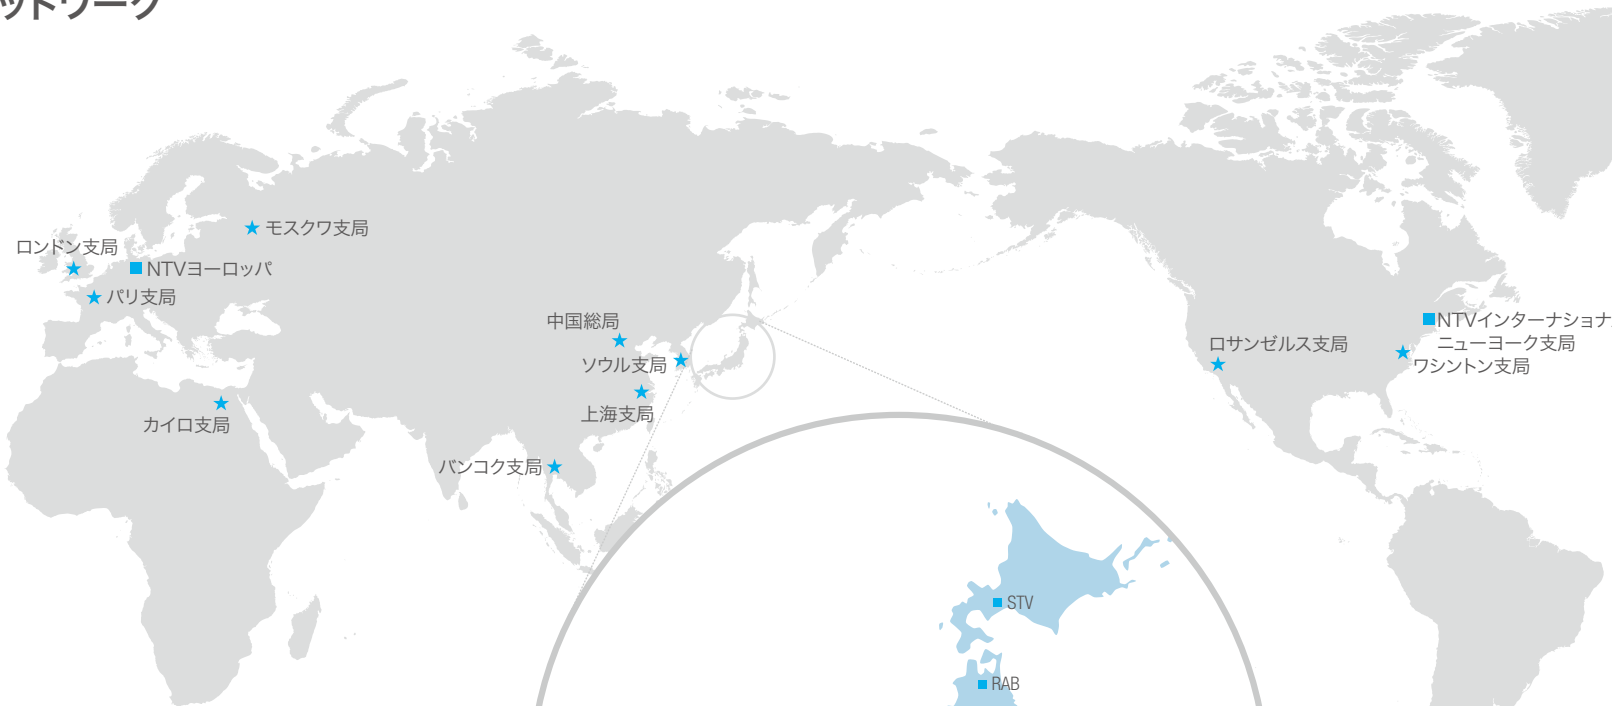 ットワーク
モスクワ支局
ロンドン支局
NTVヨーロッパ
パリ支局
中国総局
ソウル支局
上海支局
カイロ支局
バンコク支局
NTVインターナショナ
ニューヨーク支局
ロサンゼルス支局
ワシントン支局
STV
RAB